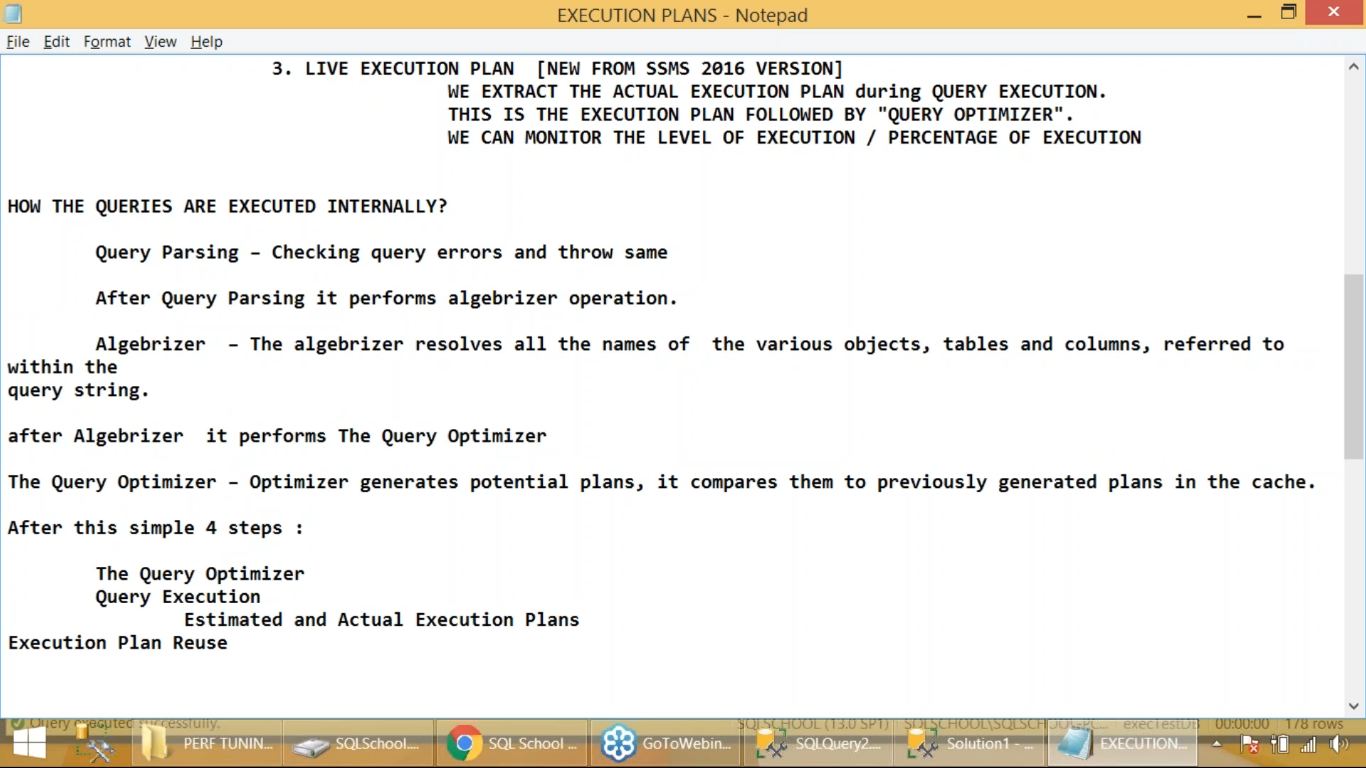 EXECUTION PLANS - Notepad
File Edit Format View Help
3. LIVE EXECUTION PLAN [NEW FROM SSMS 2016 VERSION]
WE EXTRACT THE ACTUAL EXECUTION PLAN during QUERY EXECUTION.
THIS IS THE EXECUTION PLAN FOLLOWED BY "QUERY OPTIMIZER".
WE CAN MONITOR THE LEVEL OF EXECUTION / PERCENTAGE OF EXECUTION
HOW THE QUERIES ARE EXECUTED INTERNALLY?
Query Parsing – Checking query errors and throw same
After Query Parsing it performs algebrizer operation.
Algebrizer – The algebrizer resolves all the names of the various objects, tables and columns, referred to
within the
query string.
after Algebrizer it performs The Query Optimizer
The Query Optimizer – Optimizer generates potential plans, it compares them to previously generated plans in the cache.
After this simple 4 steps :
The Query Optimizer
Query Execution
Estimated and Actual Execution Plans
Execution Plan Reuse
Query executed successfully. SQLSCHOOL (13.0 SP1) execTestDB 00:00:00 178 rows
PERF TUNIN... SQLSchool.... SQL School ... GoToWebin... SQLQuery2.... Solution1 - ... EXECUTION...